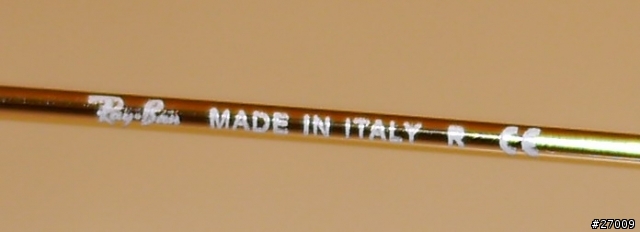 Ray-Ban MADE IN ITALY R CE
#27009